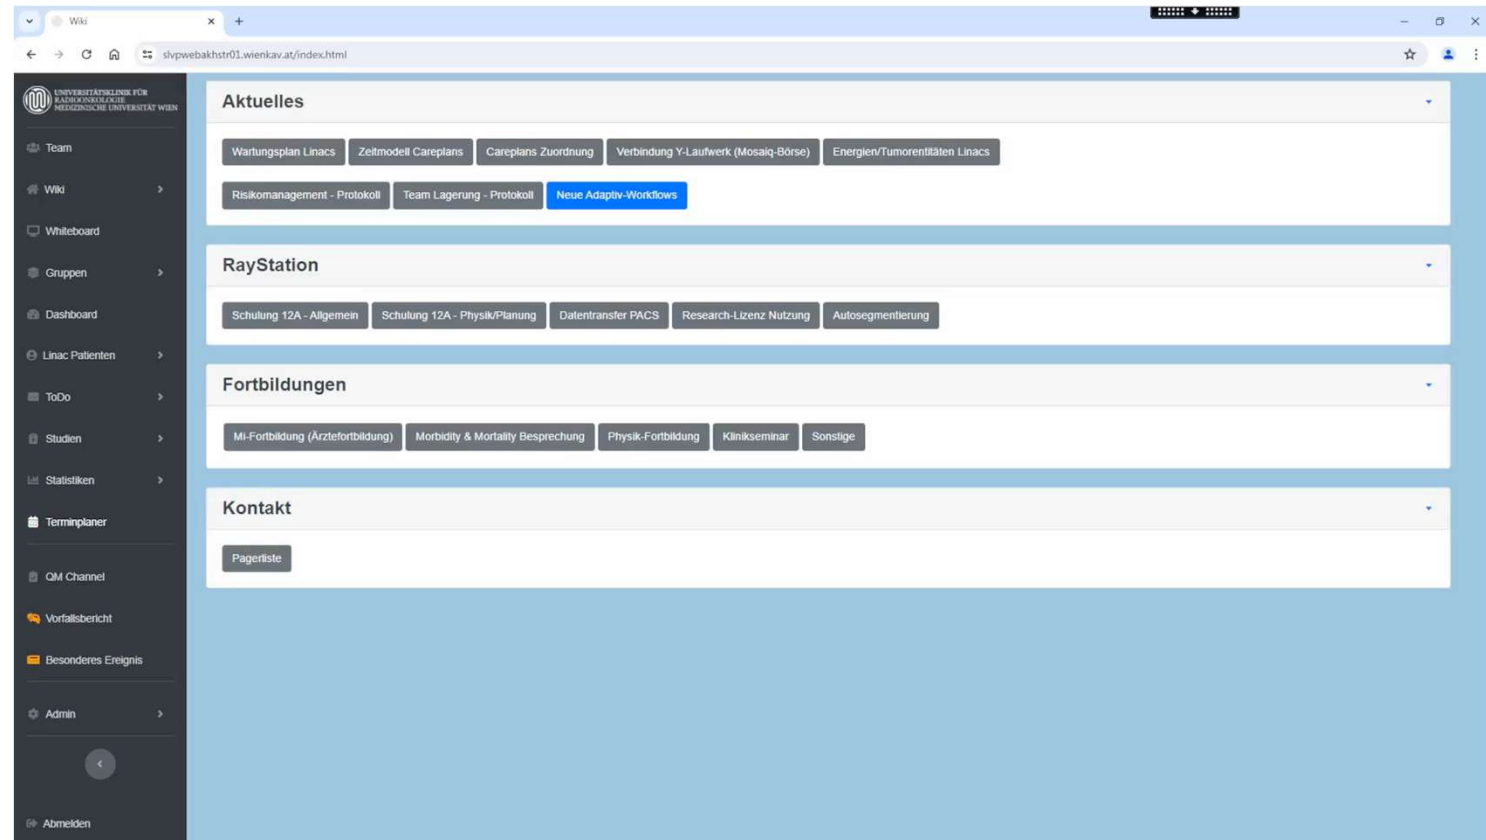 Wiki
slvpwebakhstr01.wienkav.at/index.html
UNIVERSITÄTSKLINIK FÜR
RADIOONKOLOGIE
MEDIZINISCHE UNIVERSITÄT WIEN
Team
Wiki
Whiteboard
Gruppen
Dashboard
Linac Patienten
ToDo
Studien
Statistiken
Terminplaner
QM Channel
Vorfallsbericht
Besonderes Ereignis
Admin
Abmelden
Aktuelles
Wartungsplan Linacs Zeitmodell Careplans Careplans Zuordnung Verbindung Y-Laufwerk (Mosaiq-Börse) Energien/Tumorentitäten Linacs
Risikomanagement - Protokoll Team Lagerung - Protokoll Neue Adaptiv-Workflows
RayStation
Schulung 12A - Allgemein Schulung 12A - Physik/Planung Datentransfer PACS Research-Lizenz Nutzung Autosegmentierung
Fortbildungen
Mi-Fortbildung (Ärztefortbildung) Morbidity & Mortality Besprechung Physik-Fortbildung Klinikseminar Sonstige
Kontakt
Pagerliste